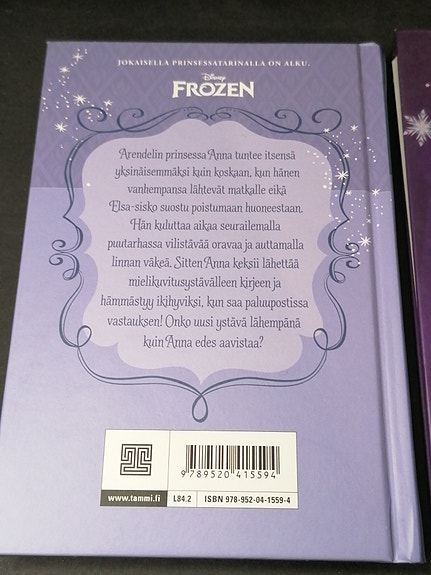 JOKAISELLA PRINSESSATARINALLA ON ALKU.
Disney
FROZEN
Arendelin prinsessa Anna tuntee itsensä
yksinäisemmäksi kuin koskaan, kun hänen
vanhempansa lähtevät matkalle eikä
Elsa-sisko suostu poistumaan huoneestaan.
Hän kuluttaa aikaa seurailemalla
puutarhassa vilistävää oravaa ja auttamalla
linnan väkeä. Sitten Anna keksii lähettää
mielikuvitusystävälleen kirjeen ja
hämmästyy ikihyviksi, kun saa paluupostissa
vastauksen! Onko uusi ystävä lähempänä
kuin Anna edes aavistaa?
9 789520 415594
www.tammi.fi L84.2 ISBN 978-952-04-1559-4